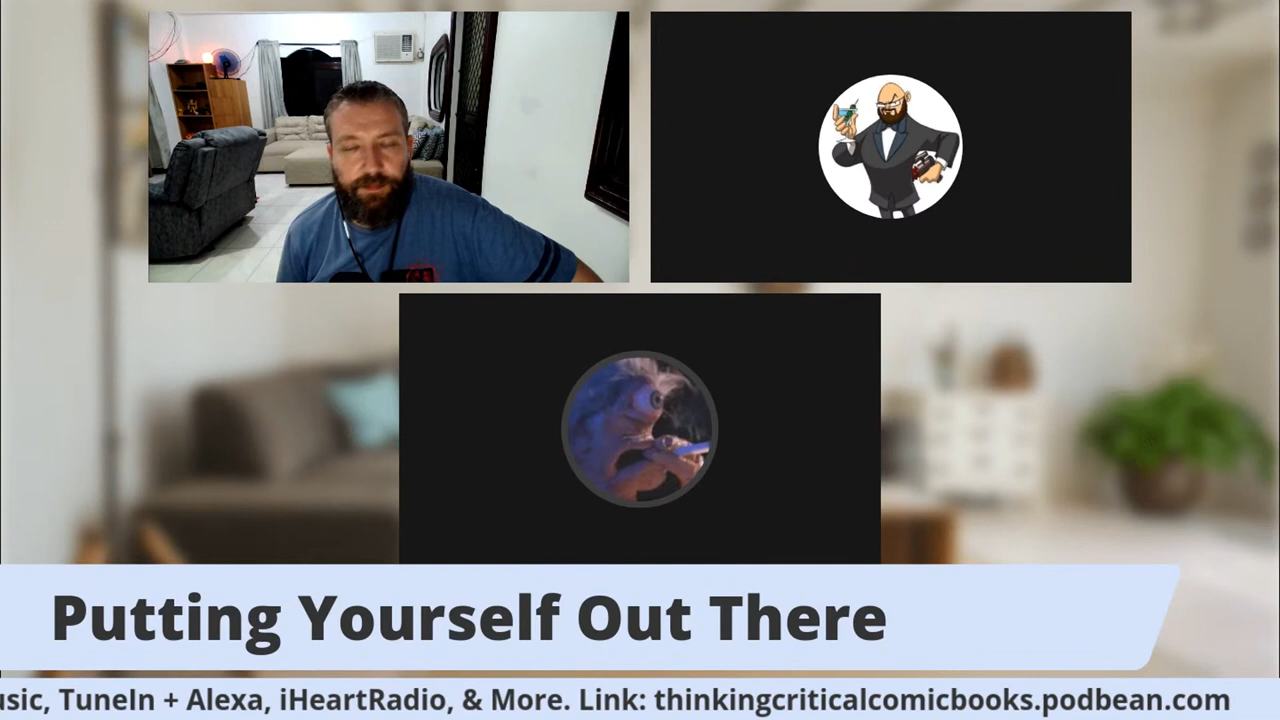 Putting Yourself Out There
usic, TuneIn + Alexa, iHeartRadio, & More. Link: thinkingcriticalcomicbooks.podbean.com